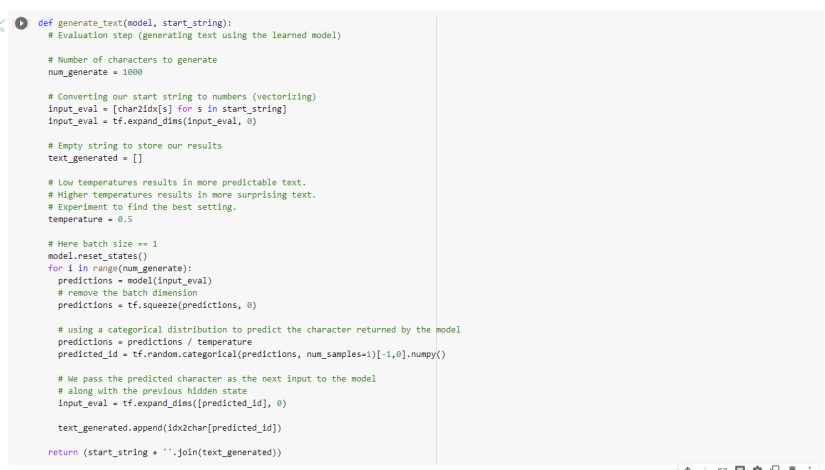 def generate_text(model, start_string):
# Evaluation step (generating text using the learned model)
# Number of characters to generate
num_generate = 1000
# Converting our start string to numbers (vectorizing)
input_eval = [char2idx[s] for s in start_string]
input_eval = tf.expand_dims(input_eval, 0)
# Empty string to store our results
text_generated = []
# Low temperatures results in more predictable text.
# Higher temperatures results in more surprising text.
# Experiment to find the best setting.
temperature = 0.5
# Here batch size == 1
model.reset_states()
for i in range(num_generate):
predictions = model(input_eval)
# remove the batch dimension
predictions = tf.squeeze(predictions, 0)
# using a categorical distribution to predict the character returned by the model
predictions = predictions / temperature
predicted_id = tf.random.categorical(predictions, num_samples=1)[-1,0].numpy()
# We pass the predicted character as the next input to the model
# along with the previous hidden state
input_eval = tf.expand_dims([predicted_id], 0)
text_generated.append(idx2char[predicted_id])
return (start_string + ''.join(text_generated))